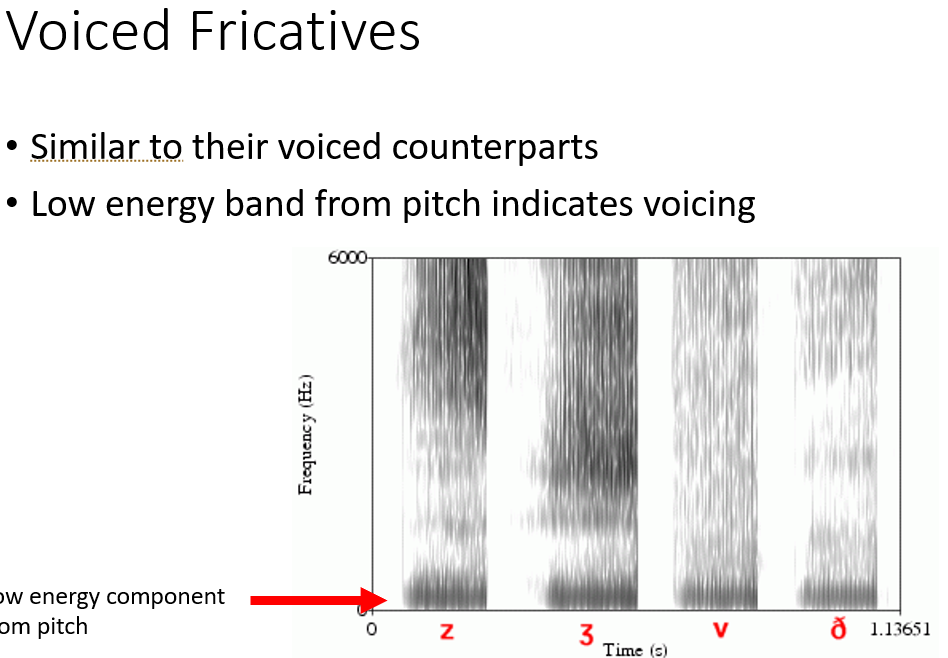 Voiced Fricatives
• Similar to their voiced counterparts
• Low energy band from pitch indicates voicing
6000
Frequency (Hz)
ow energy component
om pitch
0
0
z
ʒ
v
ð
1.13651
Time (s)